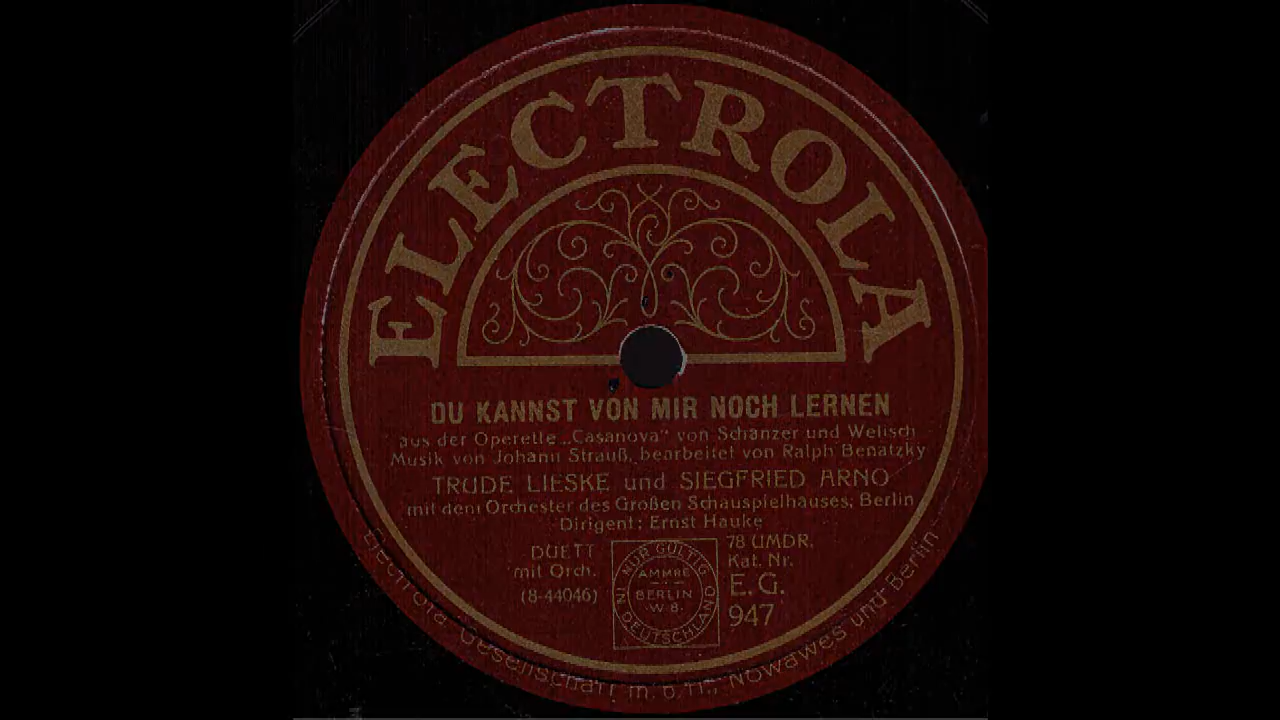 ELECTROLA
DU KANNST VON MIR NOCH LERNEN
aus der Operette „Casanova“ von Schanzer und Welisch
Musik von Johann Strauß, bearbeitet von Ralph Benatzky
TRUDE LIESKE und SIEGFRIED ARNO
mit dem Orchester des Großen Schauspielhauses, Berlin
Dirigent: Ernst Hauke
DUETT
mit Orch.
(8-44046)
NUR GÜLTIG
AMMRE
BERLIN
·W·8·
IN DEUTSCHLAND
78 UMDR.
Kat. Nr.
E.G.
947
Electrola Gesellschaft m. b. H., Nowawes und Berlin